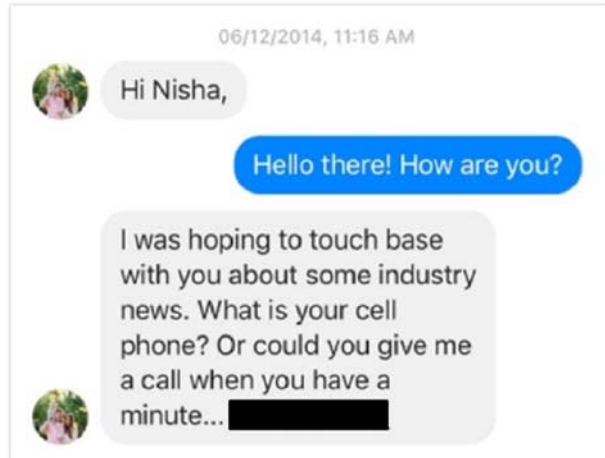 06/12/2014, 11:16 AM
Hi Nisha,
Hello there! How are you?
I was hoping to touch base
with you about some industry
news. What is your cell
phone? Or could you give me
a call when you have a
minute...